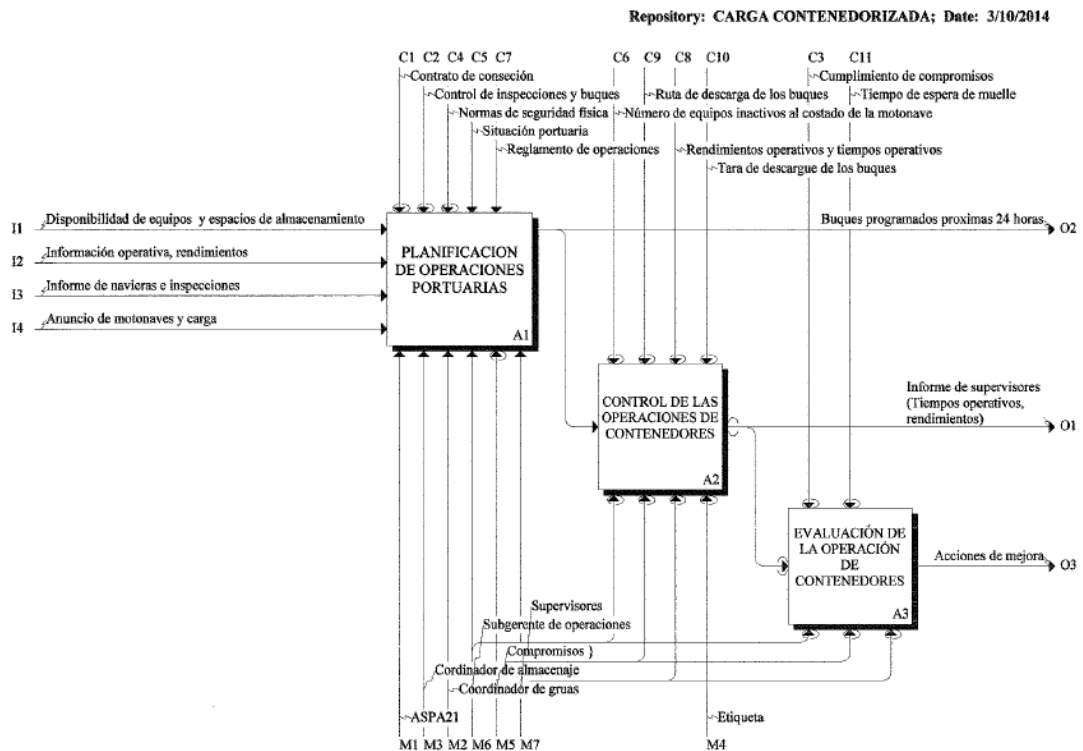 Repository: CARGA CONTENEDORIZADA; Date: 3/10/2014
C1 C2 C4 C5 C7 C6 C9 C8 C10 C3 C11
Contrato de conseción
Cumplimiento de compromisos
Control de inspecciones y buques
Ruta de descarga de los buques
Tiempo de espera de muelle
Normas de seguridad física
Número de equipos inactivos al costado de la motonave
Situación portuaria
Reglamento de operaciones
Rendimientos operativos y tiempos operativos
Tara de descargue de los buques
I1 Disponibilidad de equipos y espacios de almacenamiento
Buques programados proximas 24 horas O2
I2 Información operativa, rendimientos
I3 Informe de navieras e inspecciones
I4 Anuncio de motonaves y carga
PLANIFICACION
DE OPERACIONES
PORTUARIAS
A1
CONTROL DE LAS
OPERACIONES DE
CONTENEDORES
A2
Informe de supervisores
(Tiempos operativos,
rendimientos)
O1
EVALUACIÓN DE
LA OPERACIÓN
DE
CONTENEDORES
A3
Acciones de mejora
O3
Supervisores
Subgerente de operaciones
Compromisos }
Cordinador de almacenaje
Coordinador de gruas
ASPA21
Etiqueta
M1 M3 M2 M6 M5 M7 M4